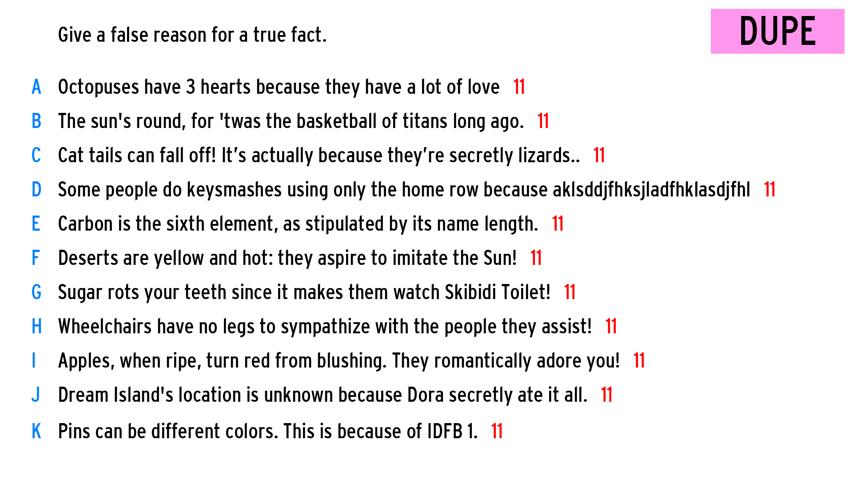 Give a false reason for a true fact.
DUPE
A Octopuses have 3 hearts because they have a lot of love 11
B The sun's round, for 'twas the basketball of titans long ago. 11
C Cat tails can fall off! It’s actually because they’re secretly lizards.. 11
D Some people do keysmashes using only the home row because aklsddjfhksjladfhklasdjfhl 11
E Carbon is the sixth element, as stipulated by its name length. 11
F Deserts are yellow and hot: they aspire to imitate the Sun! 11
G Sugar rots your teeth since it makes them watch Skibidi Toilet! 11
H Wheelchairs have no legs to sympathize with the people they assist! 11
I Apples, when ripe, turn red from blushing. They romantically adore you! 11
J Dream Island's location is unknown because Dora secretly ate it all. 11
K Pins can be different colors. This is because of IDFB 1. 11